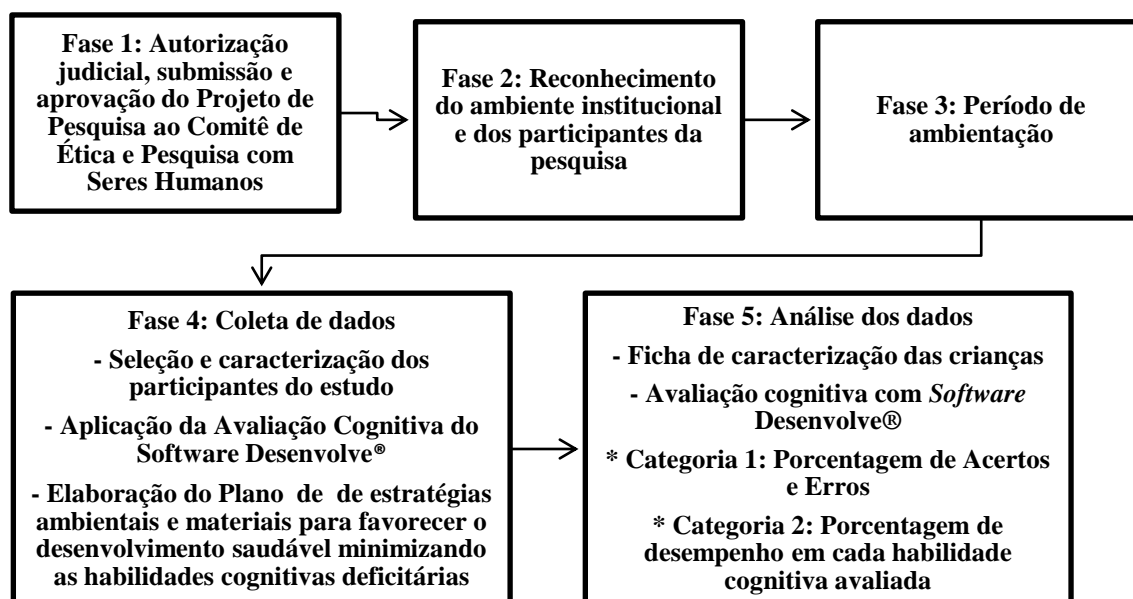 Fase 1: Autorização
judicial, submissão e
aprovação do Projeto de
Pesquisa ao Comitê de
Ética e Pesquisa com
Seres Humanos
Fase 2: Reconhecimento
do ambiente institucional
e dos participantes da
pesquisa
Fase 3: Período de
ambientação
Fase 4: Coleta de dados
- Seleção e caracterização dos
participantes do estudo
- Aplicação da Avaliação Cognitiva do
Software Desenvolve®
- Elaboração do Plano de de estratégias
ambientais e materiais para favorecer o
desenvolvimento saudável minimizando
as habilidades cognitivas deficitárias
Fase 5: Análise dos dados
- Ficha de caracterização das crianças
- Avaliação cognitiva com Software
Desenvolve®
* Categoria 1: Porcentagem de Acertos
e Erros
* Categoria 2: Porcentagem de
desempenho em cada habilidade
cognitiva avaliada